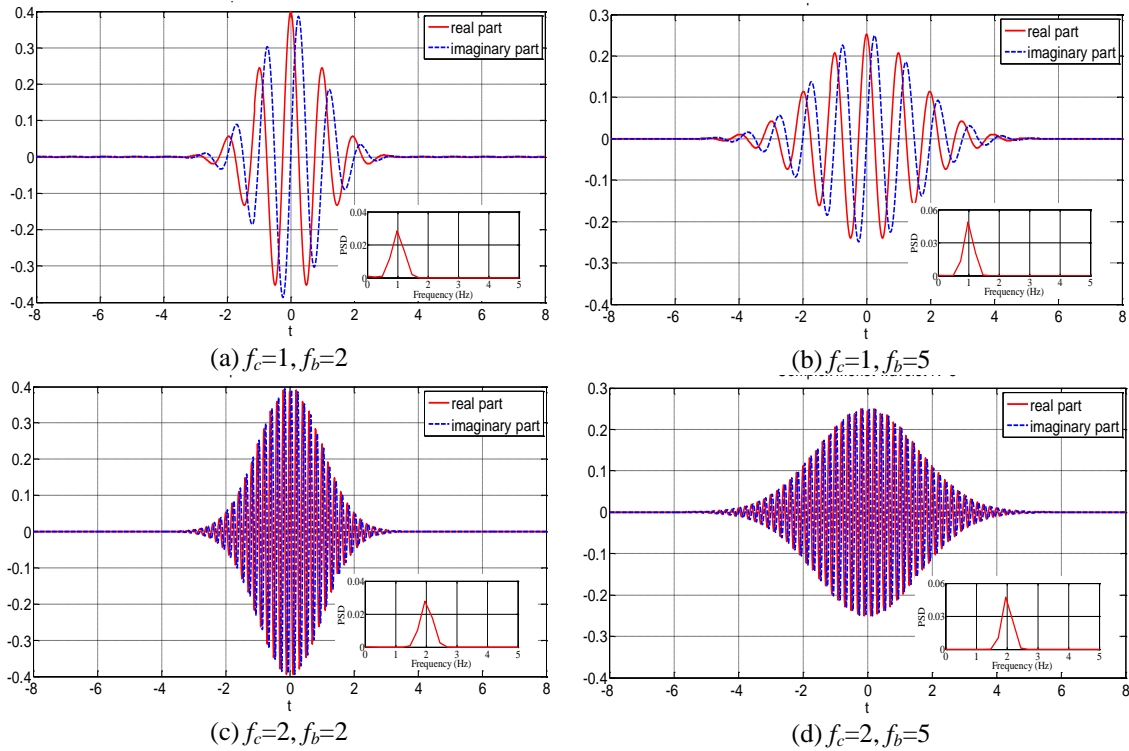 real part
imaginary part
0.4
0.3
0.2
0.1
0
-0.1
-0.2
-0.3
-0.4
-8 -6 -4 -2 0 2 4 6 8
t
0.04
0.02
0
PSD
0 1 2 3 4 5
Frequency (Hz)
(a) fc=1, fb=2
real part
imaginary part
0.3
0.2
0.1
0
-0.1
-0.2
-0.3
-8 -6 -4 -2 0 2 4 6 8
t
0.06
0.03
0
PSD
0 1 2 3 4 5
Frequency (Hz)
(b) fc=1, fb=5
real part
imaginary part
0.4
0.3
0.2
0.1
0
-0.1
-0.2
-0.3
-0.4
-8 -6 -4 -2 0 2 4 6 8
t
0.04
0.02
0
PSD
0 1 2 3 4 5
Frequency (Hz)
(c) fc=2, fb=2
real part
imaginary part
0.3
0.2
0.1
0
-0.1
-0.2
-0.3
-8 -6 -4 -2 0 2 4 6 8
t
0.06
0.03
0
PSD
0 1 2 3 4 5
Frequency (Hz)
(d) fc=2, fb=5